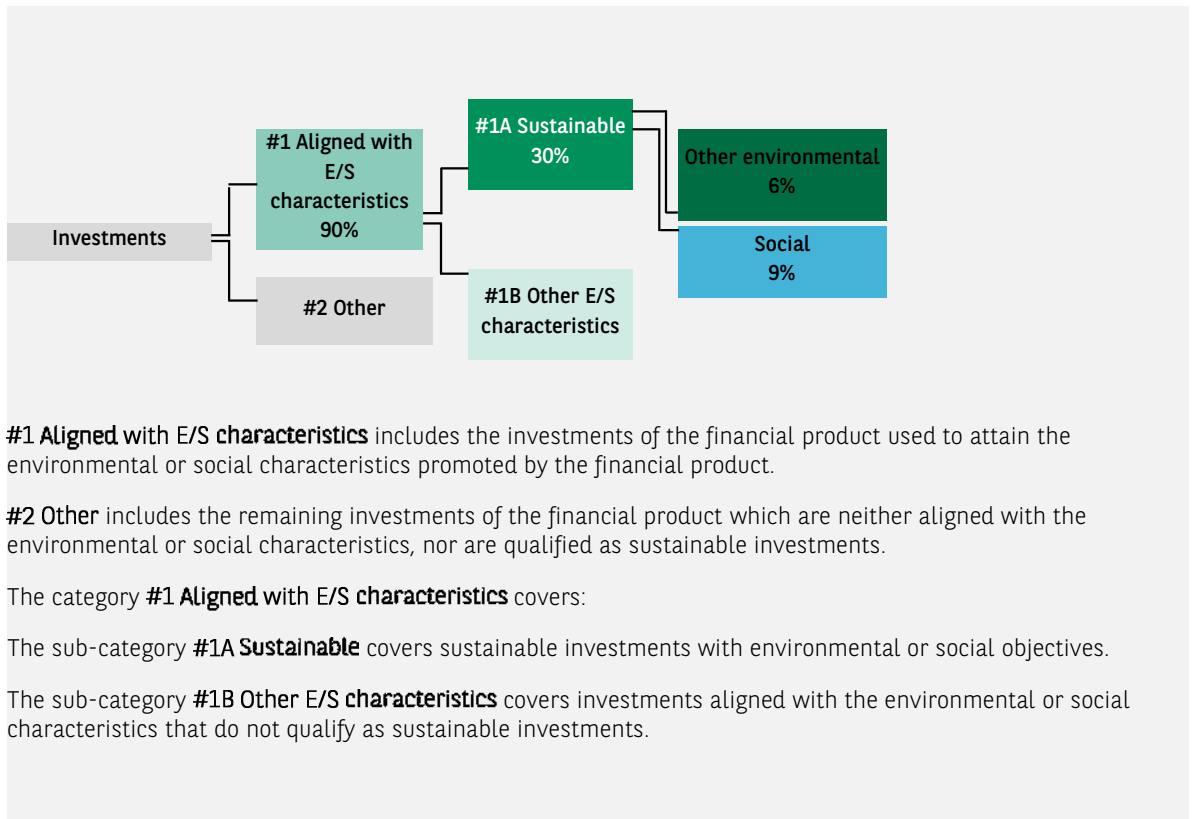 Investments
#1 Aligned with
E/S
characteristics
90%
#2 Other
#1A Sustainable
30%
#1B Other E/S
characteristics
Other environmental
6%
Social
9%
#1 Aligned with E/S characteristics includes the investments of the financial product used to attain the
environmental or social characteristics promoted by the financial product.
#2 Other includes the remaining investments of the financial product which are neither aligned with the
environmental or social characteristics, nor are qualified as sustainable investments.
The category #1 Aligned with E/S characteristics covers:
The sub-category #1A Sustainable covers sustainable investments with environmental or social objectives.
The sub-category #1B Other E/S characteristics covers investments aligned with the environmental or social
characteristics that do not qualify as sustainable investments.